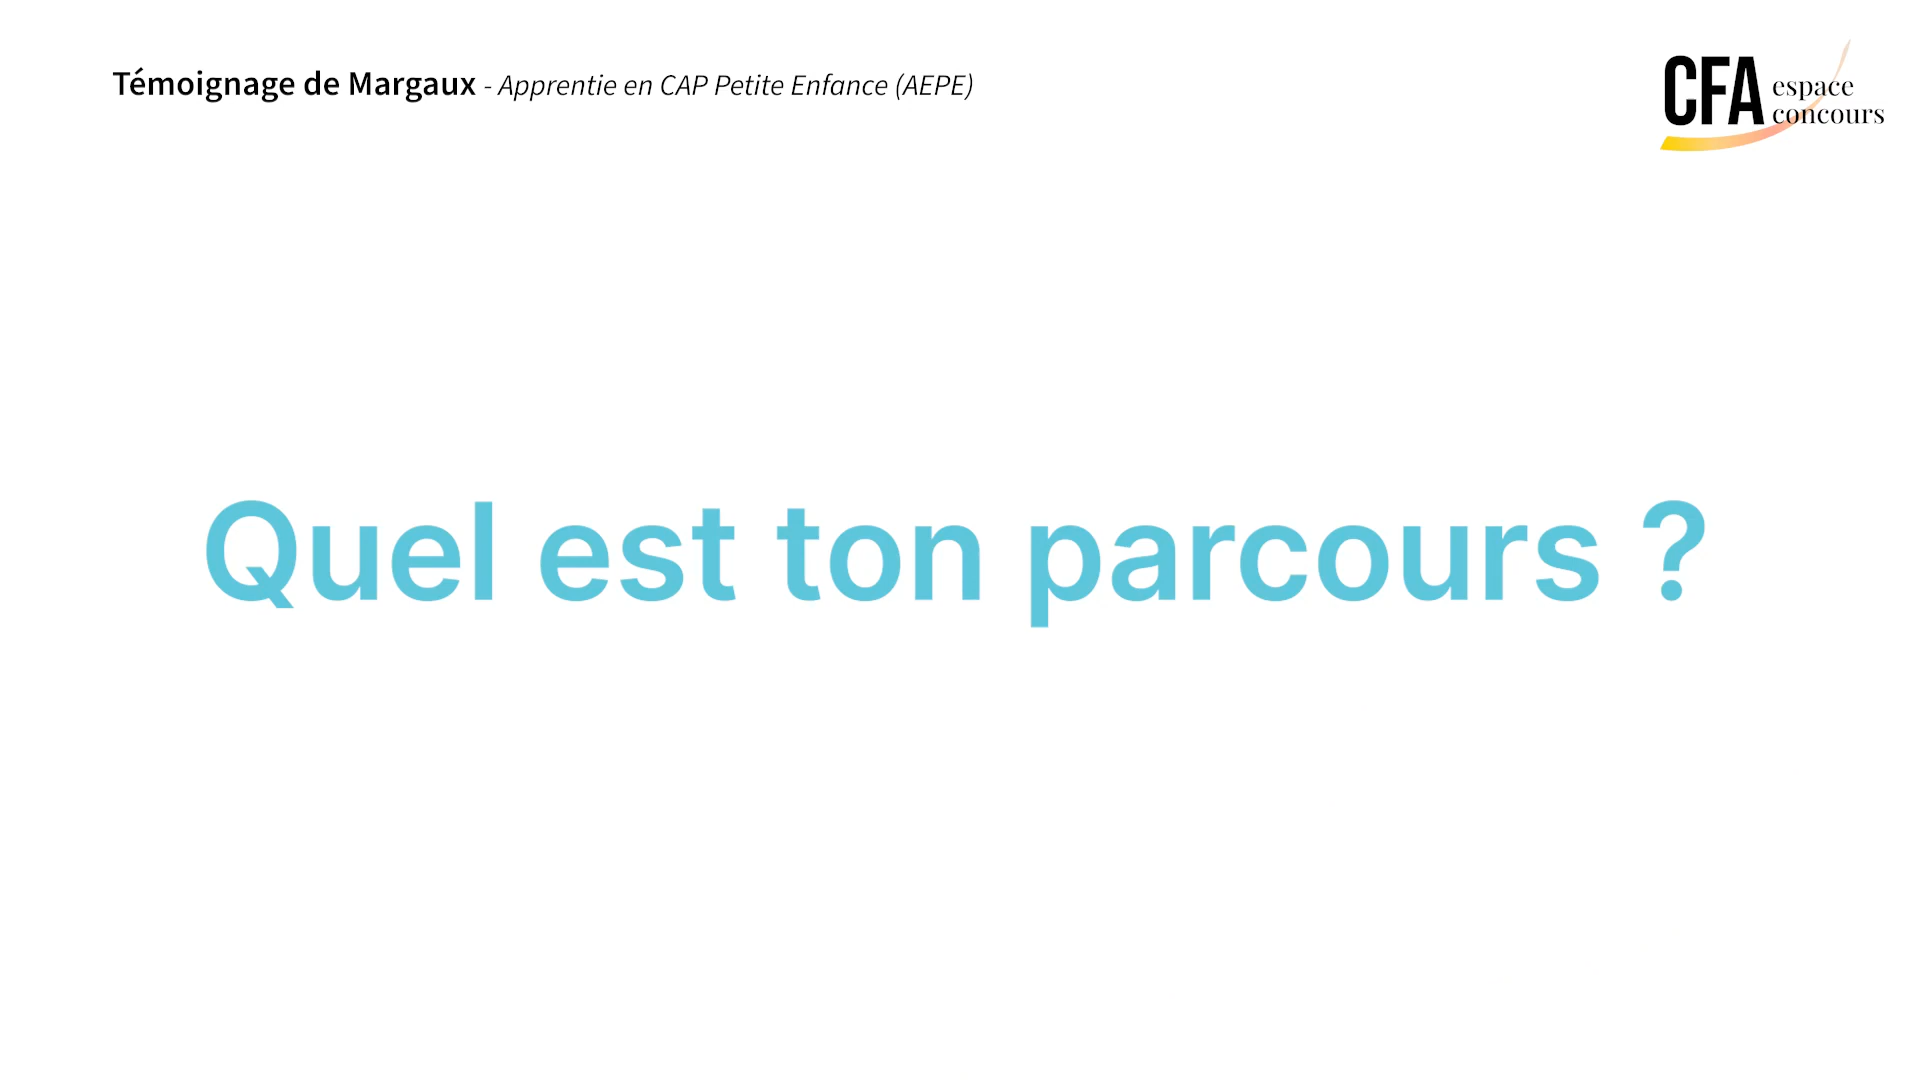 Témoignage de Margaux - Apprentie en CAP Petite Enfance (AEPE)
CFA espace
concours
Quel est ton parcours ?